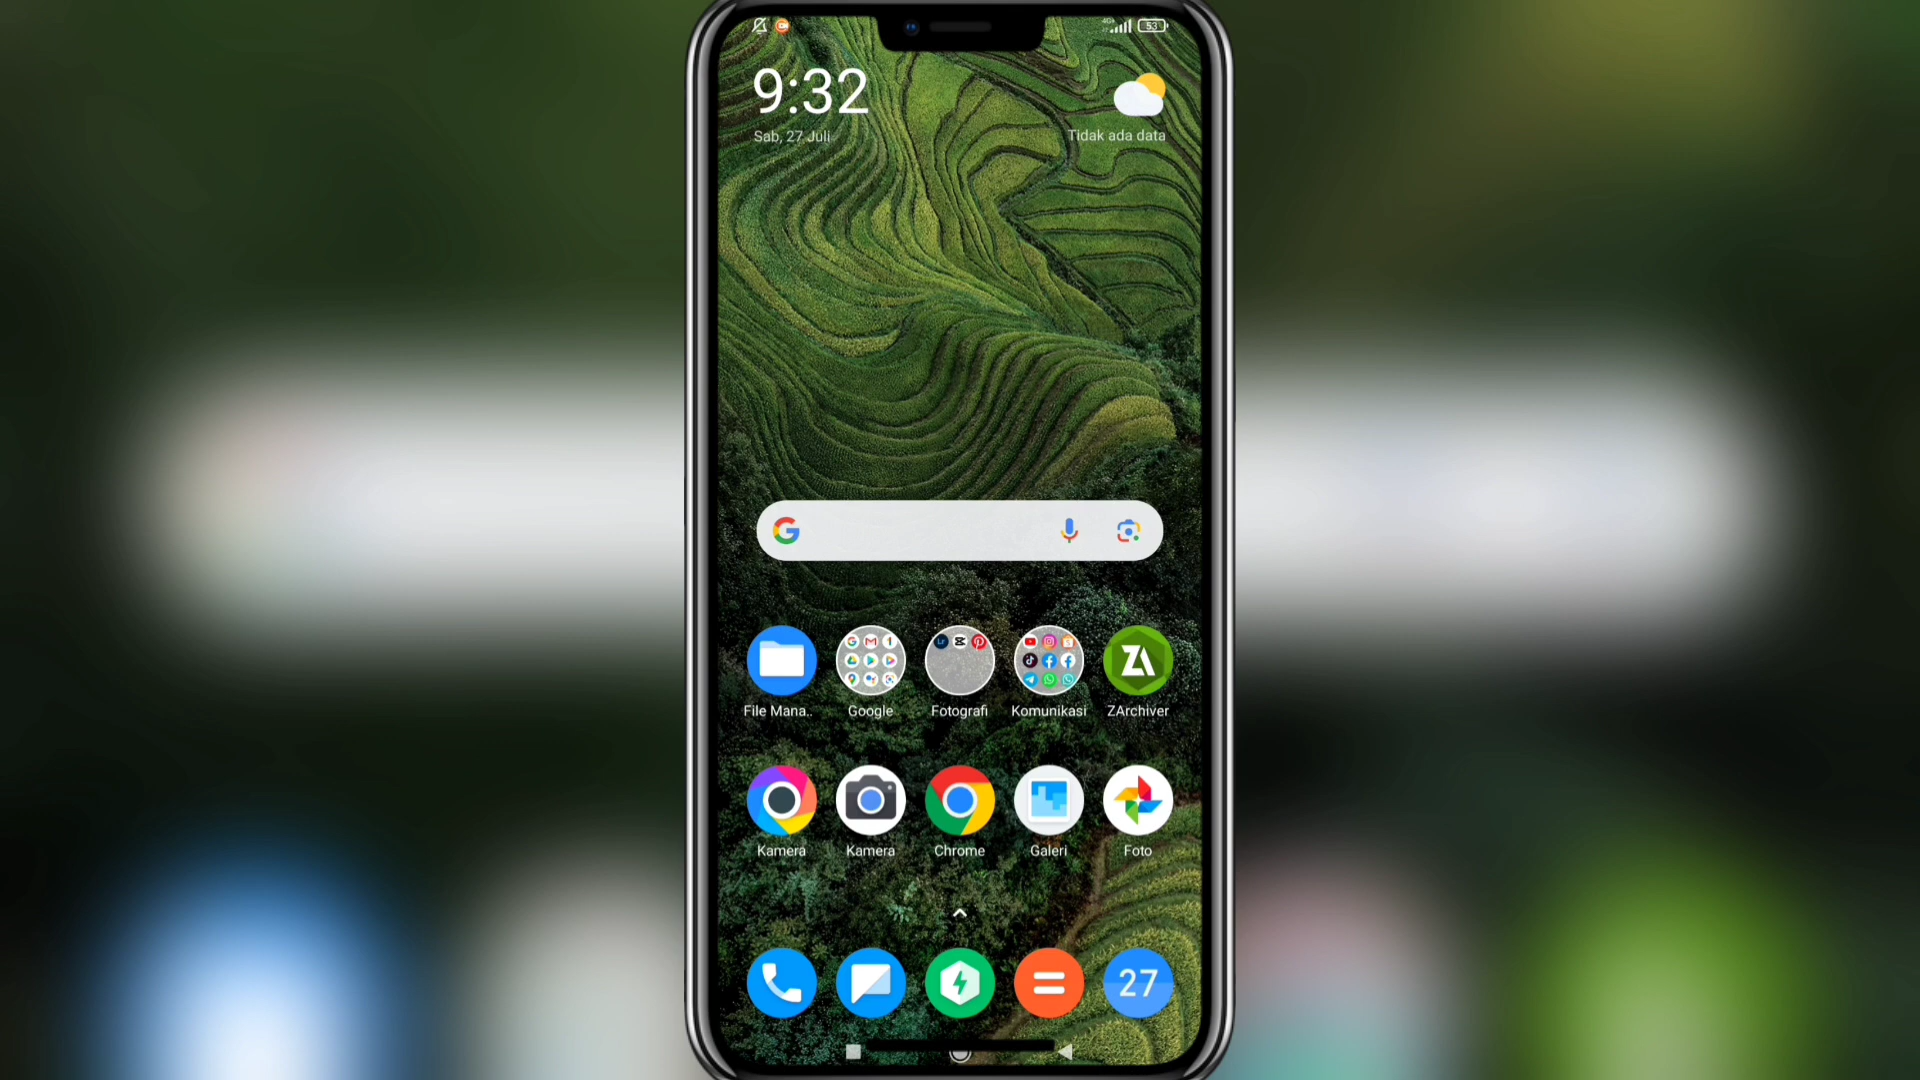 53
9:32
Sab, 27 Juli
Tidak ada data
File Mana..
Google
Fotografi
Komunikasi
ZArchiver
Kamera
Kamera
Chrome
Galeri
Foto
27